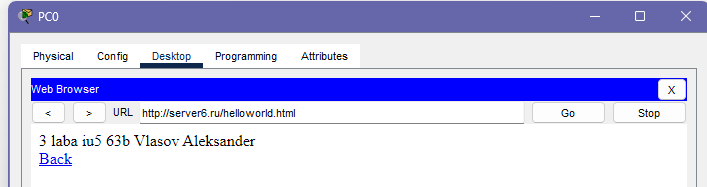 PC0
Physical Config Desktop Programming Attributes
Web Browser X
< > URL http://server6.ru/helloworld.html Go Stop
3 laba iu5 63b Vlasov Aleksander
Back